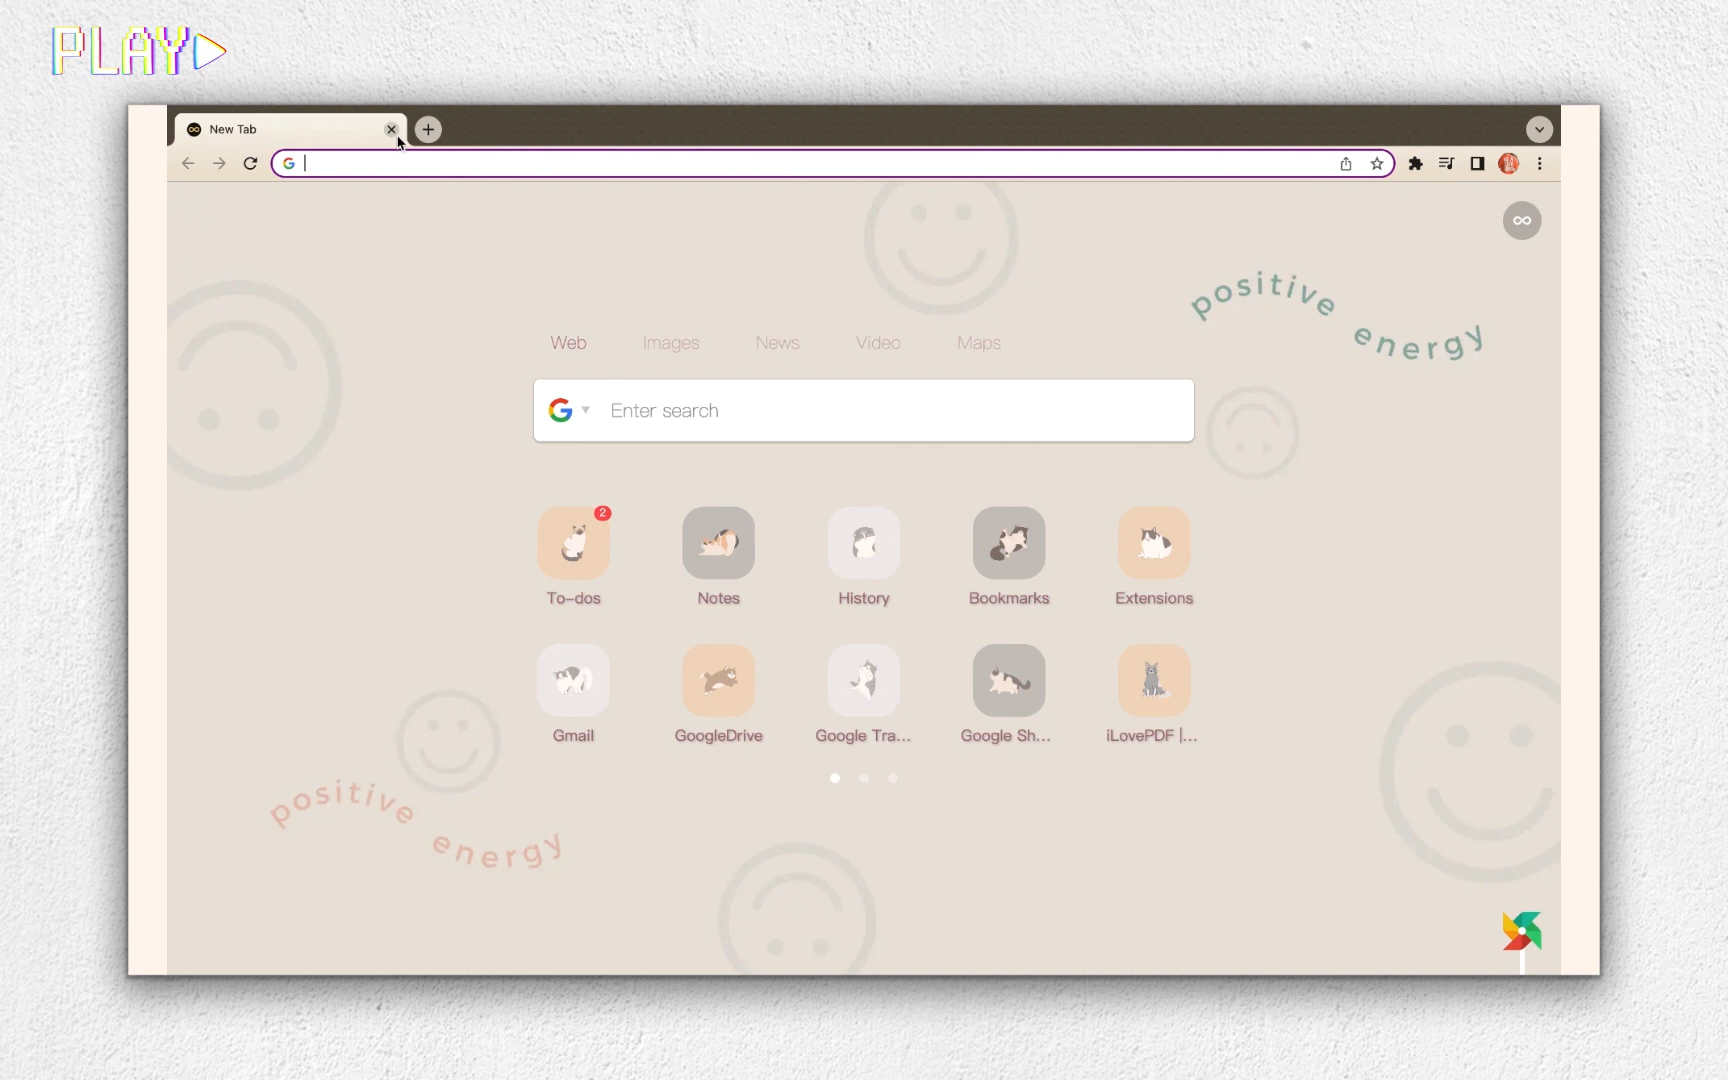 PLAY
New Tab
positive energy
Web Images News Video Maps
Enter search
2
To-dos Notes History Bookmarks Extensions
Gmail GoogleDrive Google Tra... Google Sh... iLovePDF |...
positive energy